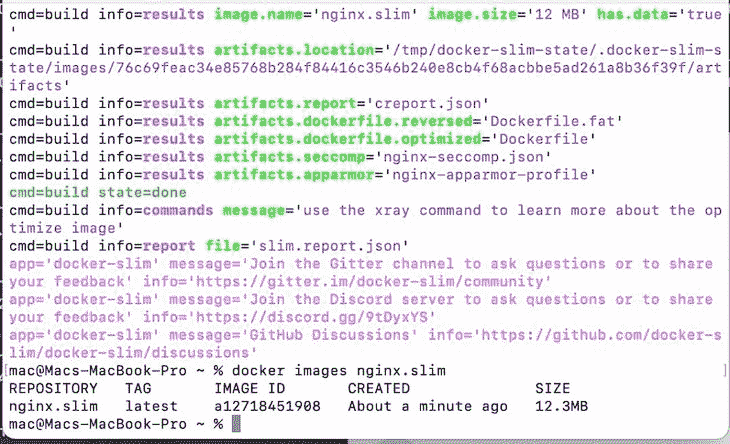 cmd=build info=results image.name='nginx.slim' image.size='12 MB' has.data='true
'
cmd=build info=results artifacts.location='/tmp/docker-slim-state/.docker-slim-s
tate/images/76c69feac34e85768b284f84416c3546b240e8cb4f68acbbe5ad261a8b36f39f/art
ifacts'
cmd=build info=results artifacts.report='creport.json'
cmd=build info=results artifacts.dockerfile.reversed='Dockerfile.fat'
cmd=build info=results artifacts.dockerfile.optimized='Dockerfile'
cmd=build info=results artifacts.seccomp='nginx-seccomp.json'
cmd=build info=results artifacts.apparmor='nginx-apparmor-profile'
cmd=build state=done
cmd=build info=commands message='use the xray command to learn more about the op
timize image'
cmd=build info=report file='slim.report.json'
app='docker-slim' message='Join the Gitter channel to ask questions or to share
your feedback' info='https://gitter.im/docker-slim/community'
app='docker-slim' message='Join the Discord server to ask questions or to share
your feedback' info='https://discord.gg/9tDyxYS'
app='docker-slim' message='GitHub Discussions' info='https://github.com/docker-s
lim/docker-slim/discussions'
mac@Macs-MacBook-Pro ~ % docker images nginx.slim
REPOSITORY TAG IMAGE ID CREATED SIZE
nginx.slim latest a12718451908 About a minute ago 12.3MB
mac@Macs-MacBook-Pro ~ %